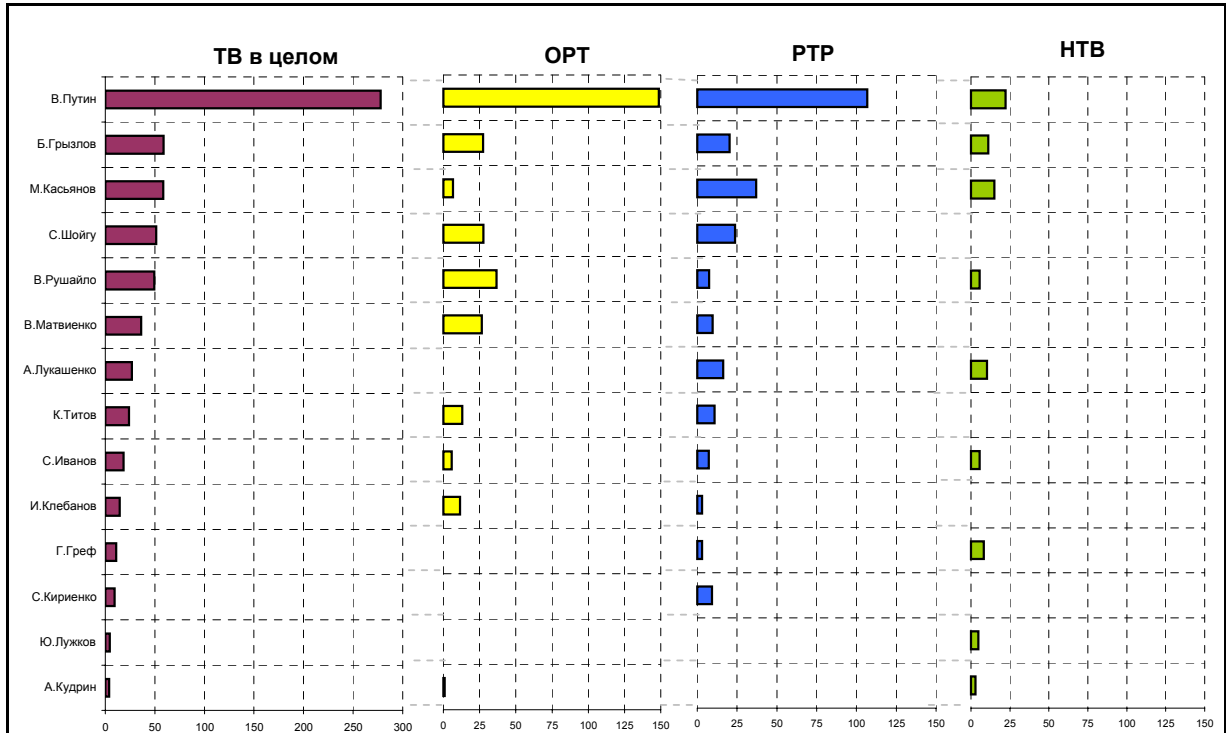 ТВ в целом ОРТ РТР НТВ
В.Путин
Б.Грызлов
М.Касьянов
С.Шойгу
В.Рушайло
В.Матвиенко
А.Лукашенко
К.Титов
С.Иванов
И.Клебанов
Г.Греф
С.Кириенко
Ю.Лужков
А.Кудрин
0 50 100 150 200 250 300 0 25 50 75 100 125 150 0 25 50 75 100 125 150 0 25 50 75 100 125 150